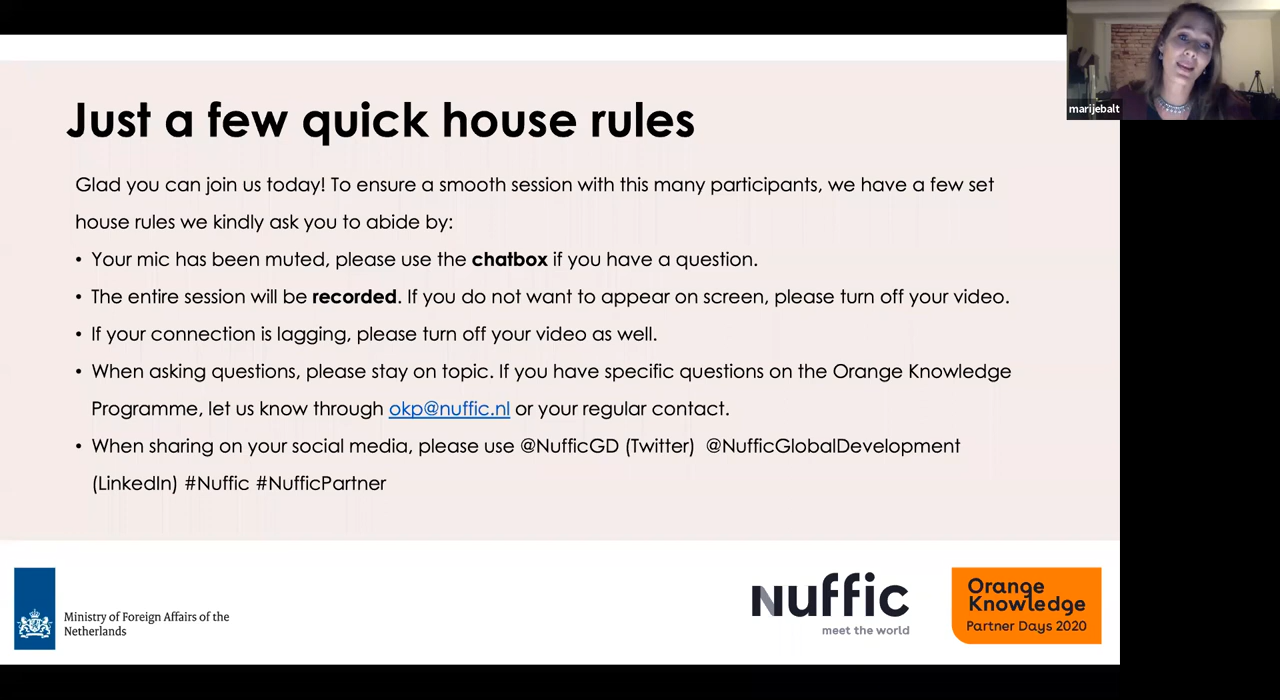 marijebalt
Just a few quick house rules
Glad you can join us today! To ensure a smooth session with this many participants, we have a few set
house rules we kindly ask you to abide by:
• Your mic has been muted, please use the chatbox if you have a question.
• The entire session will be recorded. If you do not want to appear on screen, please turn off your video.
• If your connection is lagging, please turn off your video as well.
• When asking questions, please stay on topic. If you have specific questions on the Orange Knowledge
Programme, let us know through okp@nuffic.nl or your regular contact.
• When sharing on your social media, please use @NufficGD (Twitter)  @NufficGlobalDevelopment
(LinkedIn) #Nuffic #NufficPartner
Ministry of Foreign Affairs of the
Netherlands
Nuffic
meet the world
Orange
Knowledge
Partner Days 2020